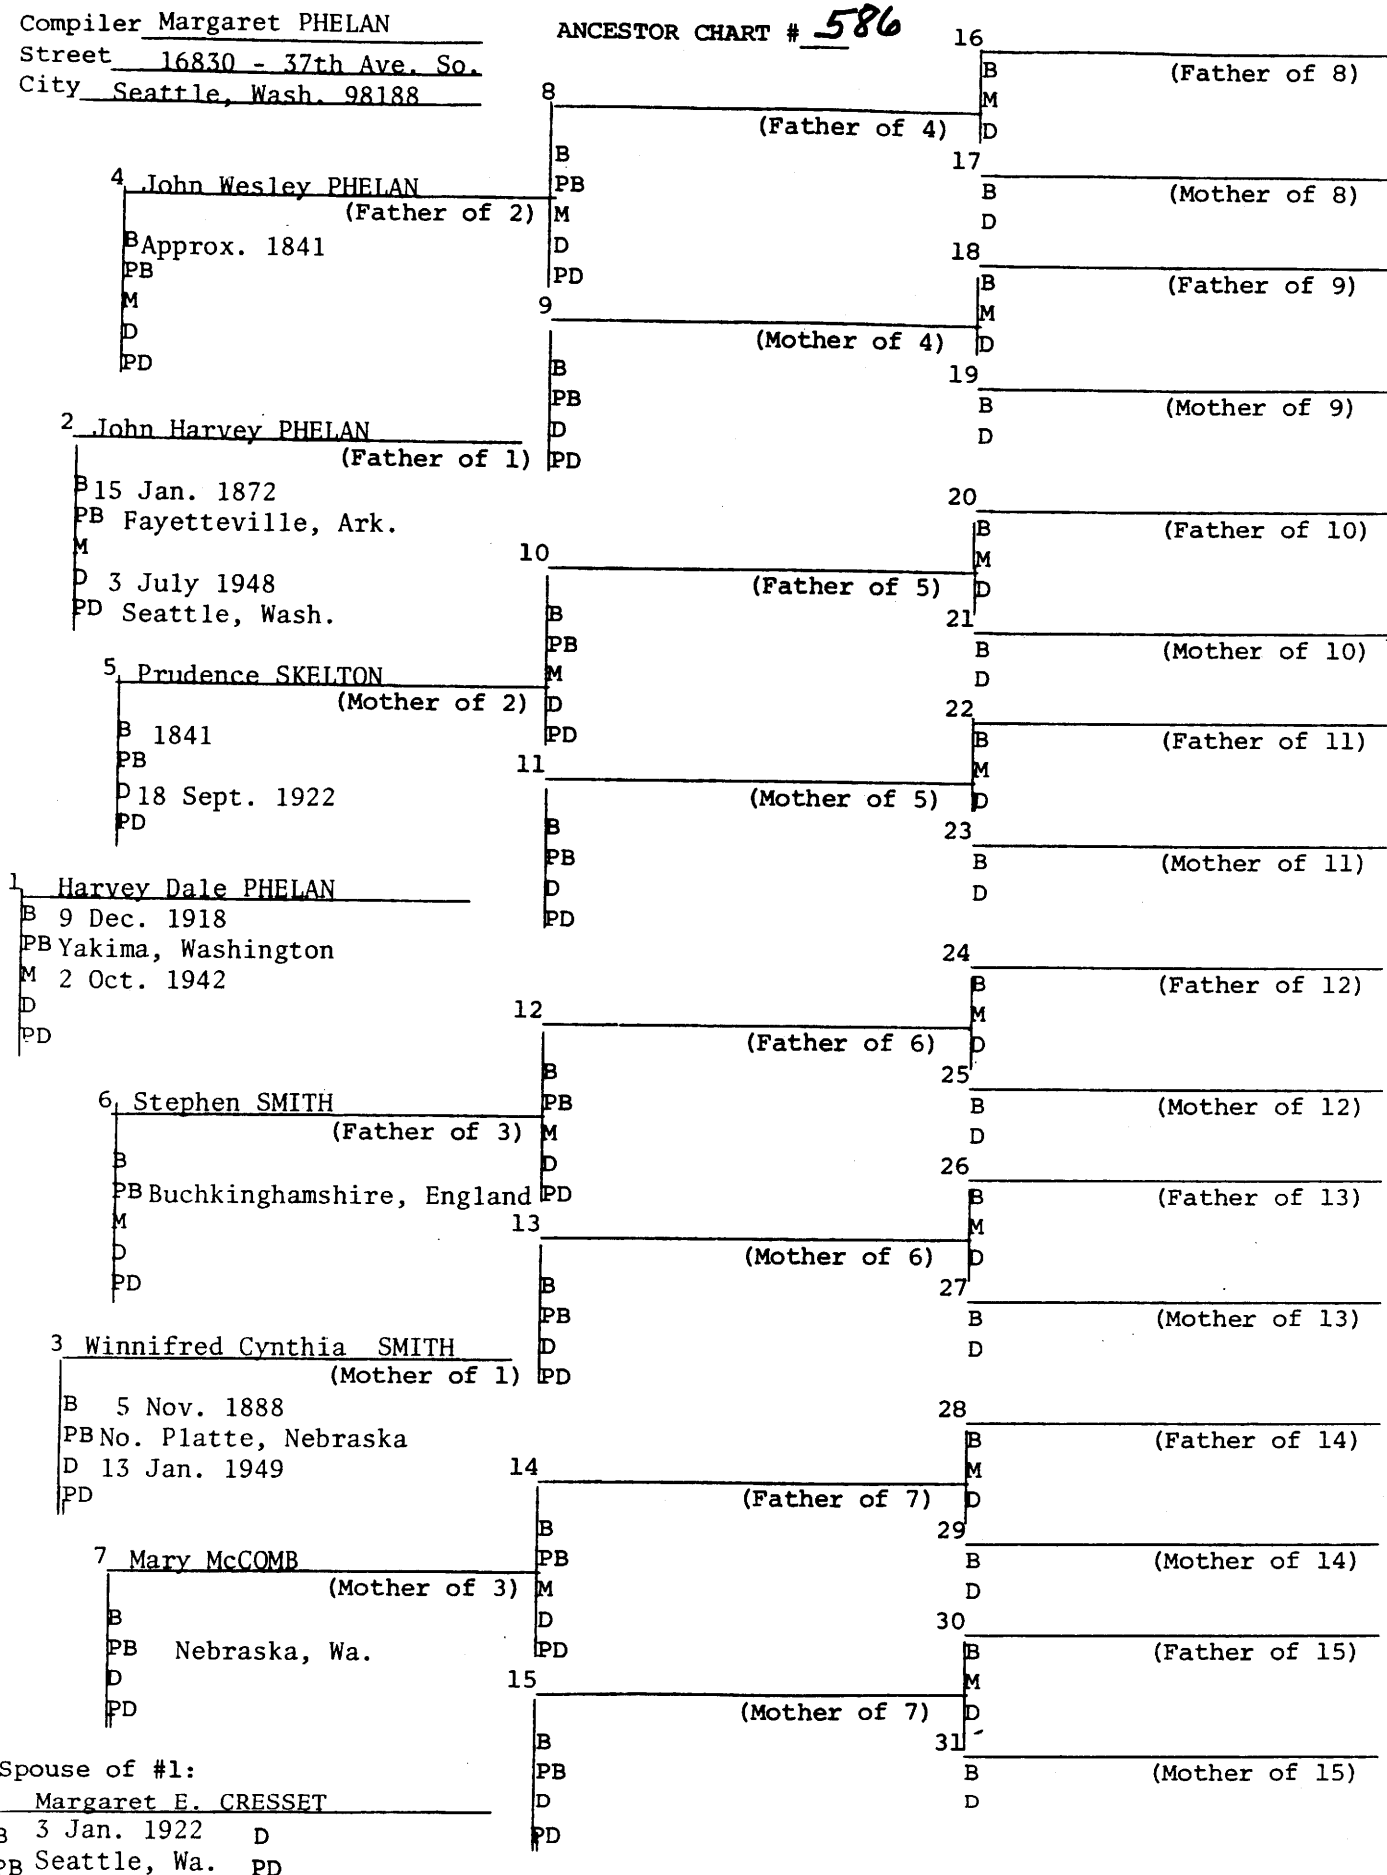 Compiler Margaret PHELAN
Street 16830 - 37th Ave. So.
City Seattle, Wash. 98188
ANCESTOR CHART # 586
16
(Father of 8)
B
M
D
8
(Father of 4)
B
PB
M
D
PD
17
(Mother of 8)
B
D
4 John Wesley PHELAN
(Father of 2)
B Approx. 1841
PB
M
D
PD
18
(Father of 9)
B
M
D
9
(Mother of 4)
B
PB
D
PD
19
(Mother of 9)
B
D
2 John Harvey PHELAN
(Father of 1)
B 15 Jan. 1872
PB Fayetteville, Ark.
M
D 3 July 1948
PD Seattle, Wash.
20
(Father of 10)
B
M
D
10
(Father of 5)
B
PB
M
D
PD
21
(Mother of 10)
B
D
5 Prudence SKELTON
(Mother of 2)
B 1841
PB
D 18 Sept. 1922
PD
22
(Father of 11)
B
M
D
11
(Mother of 5)
B
PB
D
PD
23
(Mother of 11)
B
D
1 Harvey Dale PHELAN
B 9 Dec. 1918
PB Yakima, Washington
M 2 Oct. 1942
D
PD
24
(Father of 12)
B
M
D
12
(Father of 6)
B
PB
M
D
PD
25
(Mother of 12)
B
D
6 Stephen SMITH
(Father of 3)
B
PB Buchkinghamshire, England
M
D
PD
26
(Father of 13)
B
M
D
13
(Mother of 6)
B
PB
D
PD
27
(Mother of 13)
B
D
3 Winnifred Cynthia SMITH
(Mother of 1)
B 5 Nov. 1888
PB No. Platte, Nebraska
D 13 Jan. 1949
PD
28
(Father of 14)
B
M
D
14
(Father of 7)
B
PB
M
D
PD
29
(Mother of 14)
B
D
7 Mary McCOMB
(Mother of 3)
B
PB Nebraska, Wa.
D
PD
30
(Father of 15)
B
M
D
15
(Mother of 7)
B
PB
D
PD
31
(Mother of 15)
B
D
Spouse of #1:
Margaret E. CRESSET
B 3 Jan. 1922 D
PB Seattle, Wa. PD